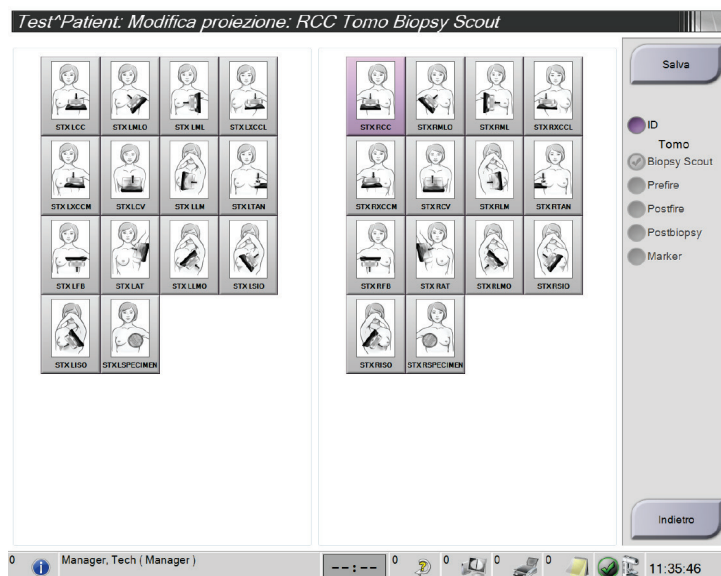 Test^Patient: Modifica proiezione: RCC Tomo Biopsy Scout
STX LCC STX LMLO STX LML STX LXCCL
STX LXCCM STX LCV STX LLM STX LTAN
STX LFB STX LAT STX LLMO STX LSIO
STX LISO STX LSPECIMEN
STX RCC STX RMLO STX RML STX RXCCL
STX RXCCM STX RCV STX RLM STX RTAN
STX RFB STX RAT STX RLMO STX RSIO
STX RISO STX RSPECIMEN
Salva
ID
Tomo
Biopsy Scout
Prefire
Postfire
Postbiopsy
Marker
Indietro
0 Manager, Tech ( Manager ) --:-- 0 0 0 0 11:35:46